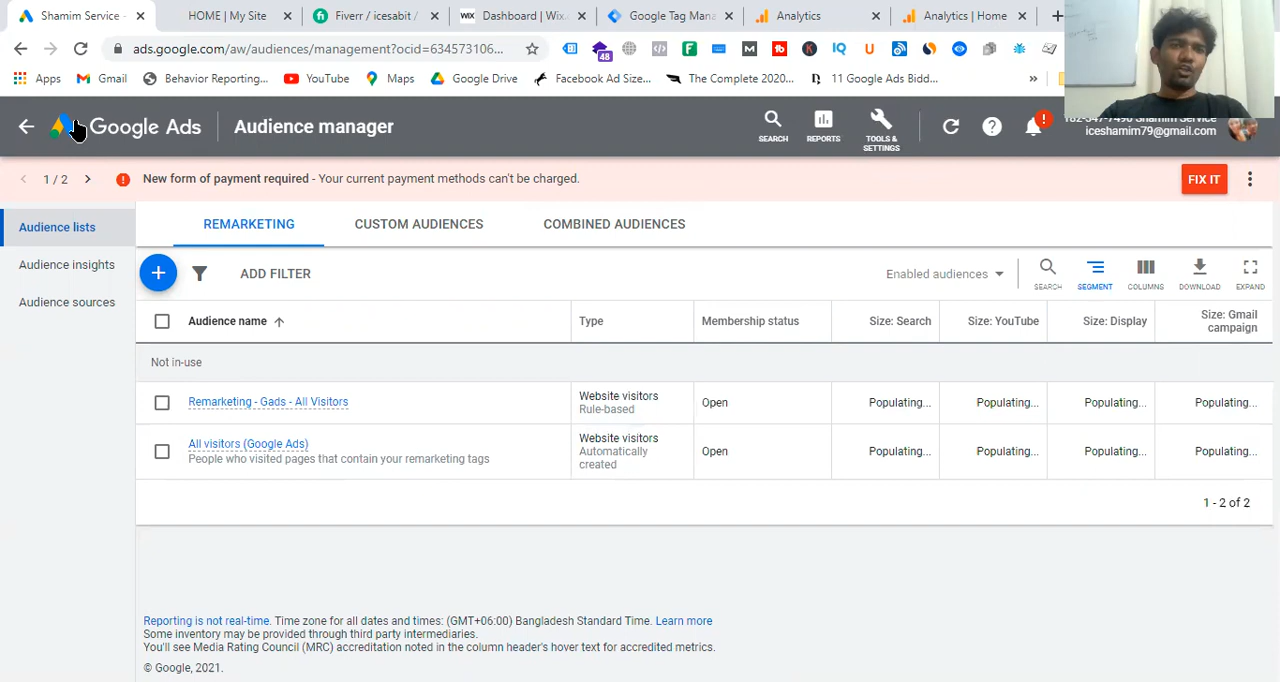 Shamim Service -
HOME | My Site
Fiverr / icesabit /
WIX Dashboard | Wix.
Google Tag Mana
Analytics
Analytics | Home
ads.google.com/aw/audiences/management?ocid=634573106...
48
IQ
Apps
Gmail
Behavior Reporting...
YouTube
Maps
Google Drive
Facebook Ad Size...
The Complete 2020...
11 Google Ads Bidd...
Google Ads
Audience manager
SEARCH
REPORTS
TOOLS &
SETTINGS
Shamim Service
iceshamim79@gmail.com
1 / 2
New form of payment required - Your current payment methods can't be charged.
FIX IT
Audience lists
Audience insights
Audience sources
REMARKETING
CUSTOM AUDIENCES
COMBINED AUDIENCES
ADD FILTER
Enabled audiences
SEARCH
SEGMENT
COLUMNS
DOWNLOAD
EXPAND
Audience name
Type
Membership status
Size: Search
Size: YouTube
Size: Display
Size: Gmail
campaign
Not in-use
Remarketing - Gads - All Visitors
Website visitors
Rule-based
Open
Populating...
Populating...
Populating...
Populating...
All visitors (Google Ads)
People who visited pages that contain your remarketing tags
Website visitors
Automatically
created
Open
Populating...
Populating...
Populating...
Populating...
1 - 2 of 2
Reporting is not real-time. Time zone for all dates and times: (GMT+06:00) Bangladesh Standard Time. Learn more
Some inventory may be provided through third party intermediaries.
You'll see Media Rating Council (MRC) accreditation noted in the column header's hover text for accredited metrics.
© Google, 2021.